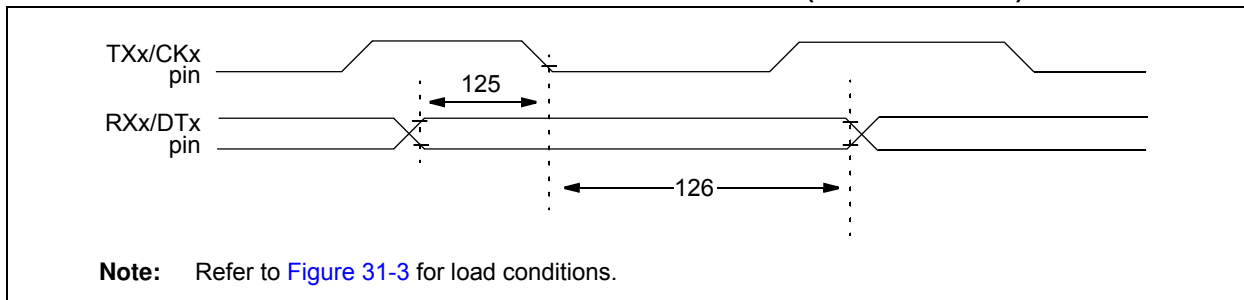 TXx/CKx
pin
125
RXx/DTx
pin
126
Note: Refer to Figure 31-3 for load conditions.